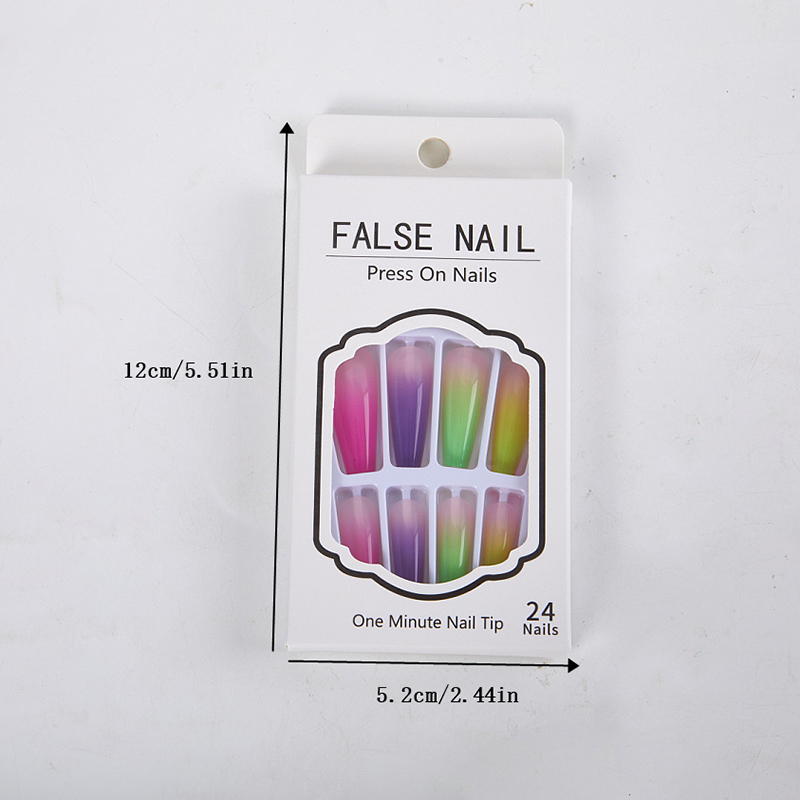 FALSE NAIL
Press On Nails
12cm/5.51in
One Minute Nail Tip
24
Nails
5.2cm/2.44in